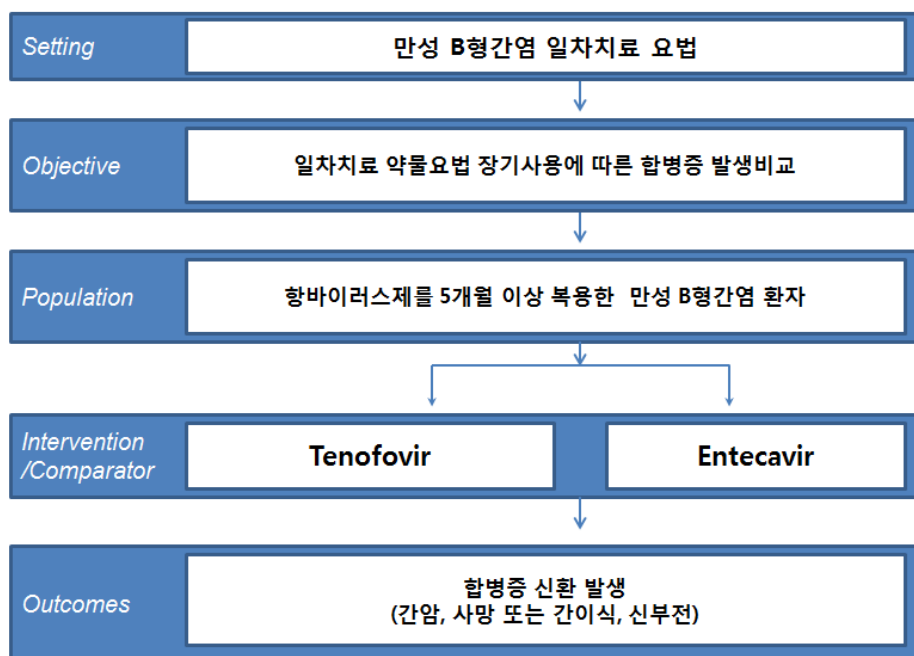 Setting
만성 B형간염 일차치료 요법
Objective
일차치료 약물요법 장기사용에 따른 합병증 발생비교
Population
항바이러스제를 5개월 이상 복용한 만성 B형간염 환자
Intervention
/Comparator
Tenofovir
Entecavir
Outcomes
합병증 신환 발생
(간암, 사망 또는 간이식, 신부전)